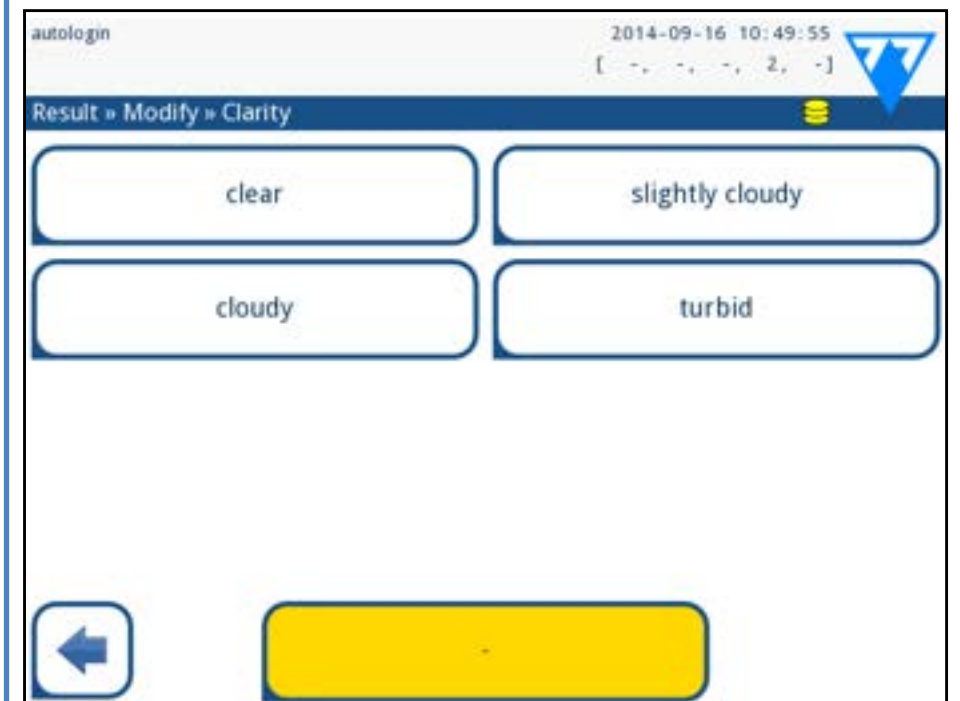 autologin 2014-09-16 10:49:55
[ -, -, -, 2, -]
Result » Modify » Clarity
clear slightly cloudy
cloudy turbid
-